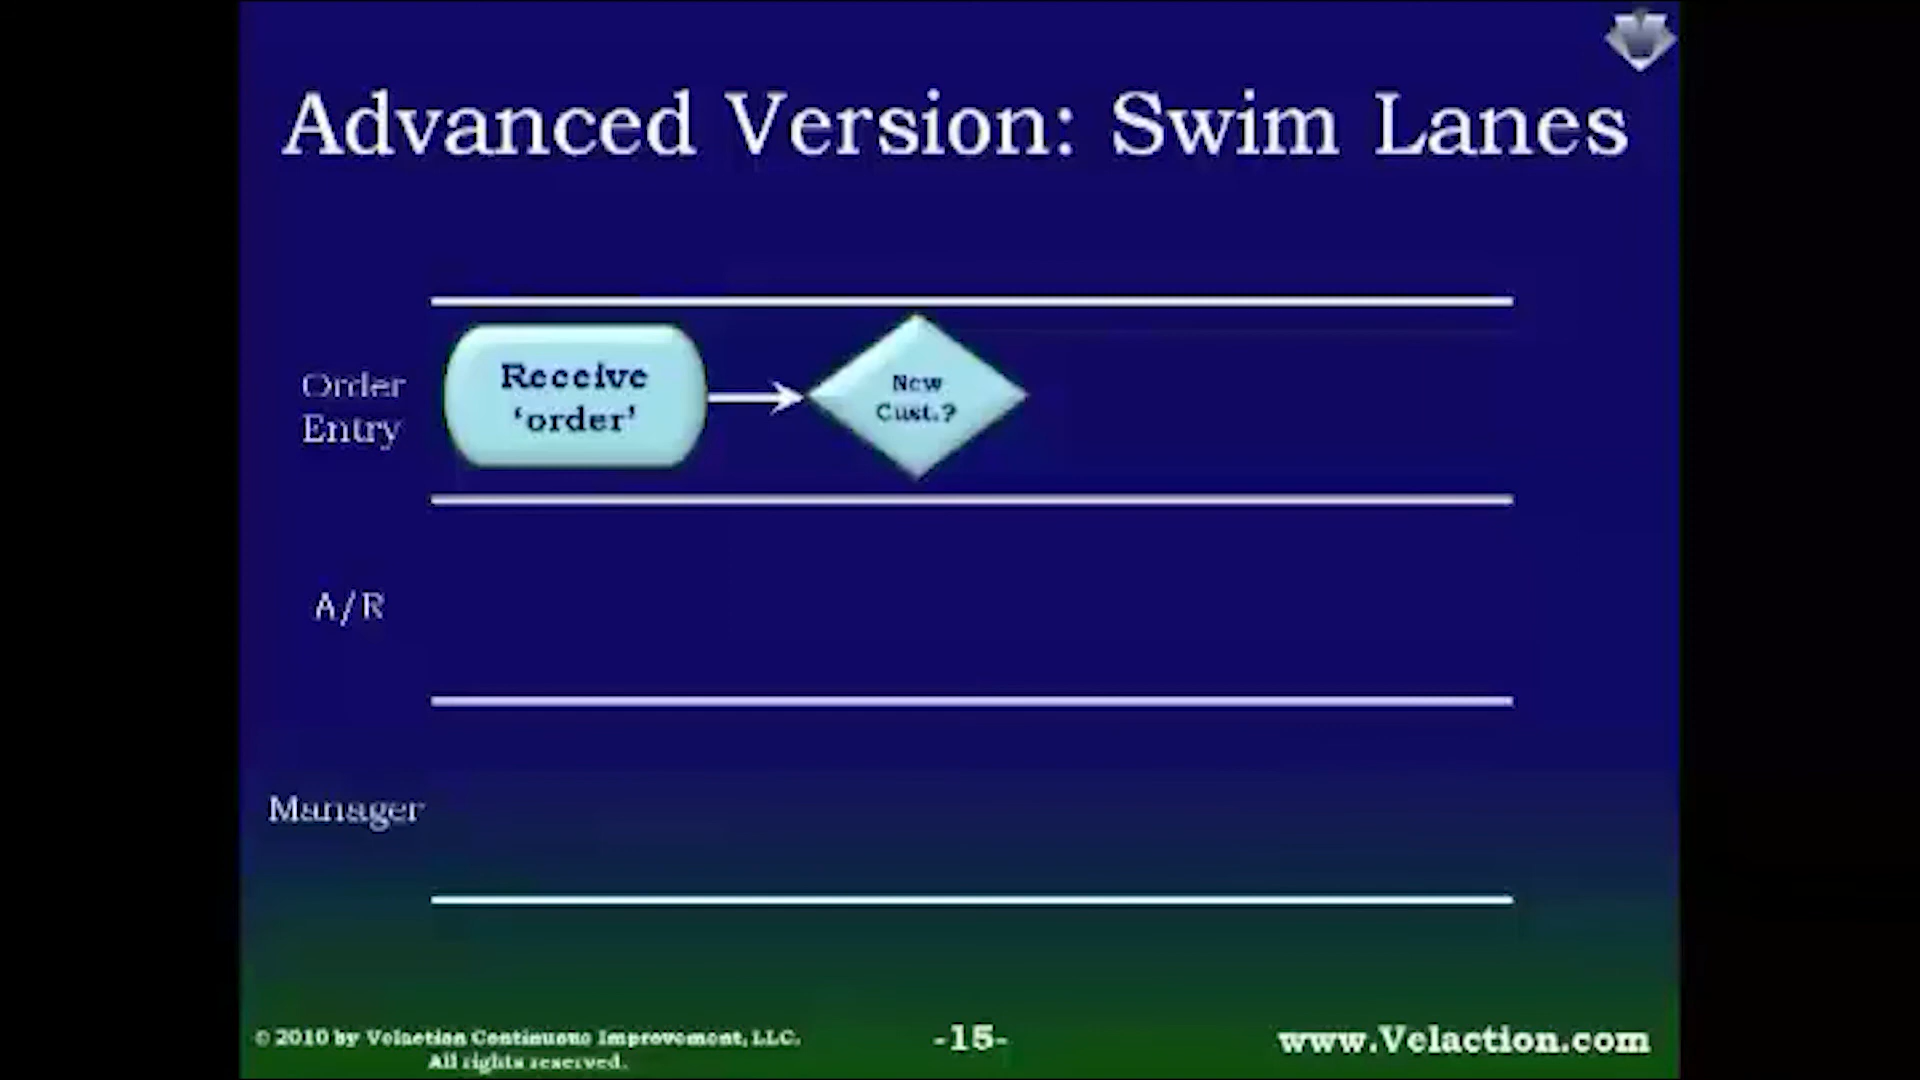 Advanced Version: Swim Lanes
Order
Entry
Receive
‘order’
New
Cust.?
A/R
Manager
© 2010 by Velaction Continuous Improvement, LLC.
All rights reserved.
-15-
www.Velaction.com